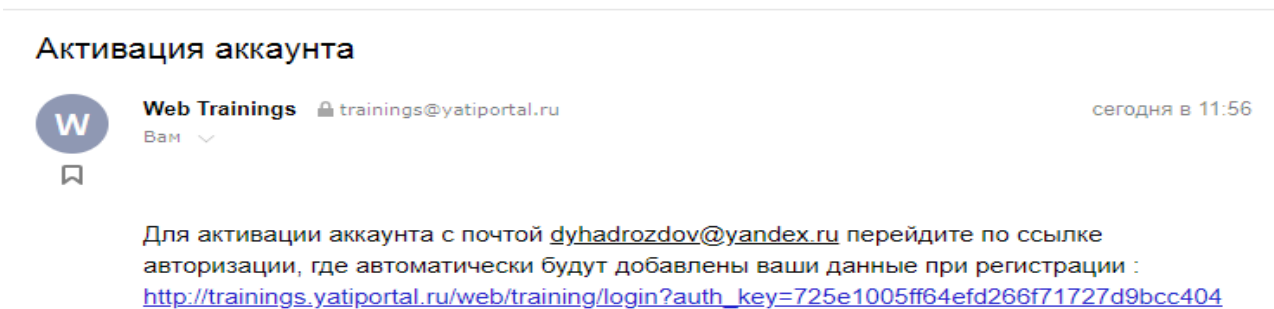 Активация аккаунта
W
Web Trainings trainings@yatiportal.ru сегодня в 11:56
Вам
Для активации аккаунта с почтой dyhadrozdov@yandex.ru перейдите по ссылке
авторизации, где автоматически будут добавлены ваши данные при регистрации :
http://trainings.yatiportal.ru/web/training/login?auth_key=725e1005ff64efd266f71727d9bcc404